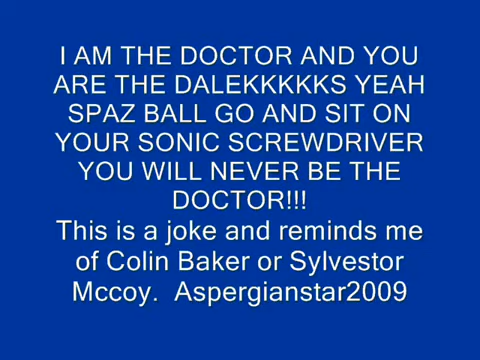 I AM THE DOCTOR AND YOU
ARE THE DALEKKKKKS YEAH
SPAZ BALL GO AND SIT ON
YOUR SONIC SCREWDRIVER
YOU WILL NEVER BE THE
DOCTOR!!!
This is a joke and reminds me
of Colin Baker or Sylvestor
Mccoy.  Aspergianstar2009